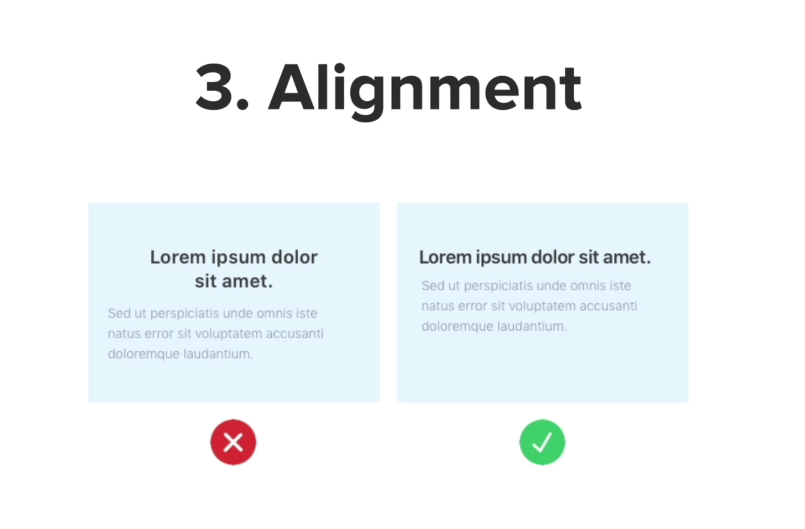 3. Alignment
Lorem ipsum dolor
sit amet.
Sed ut perspiciatis unde omnis iste
natus error sit voluptatem accusanti
doloremque laudantium.
Lorem ipsum dolor sit amet.
Sed ut perspiciatis unde omnis iste
natus error sit voluptatem accusanti
doloremque laudantium.